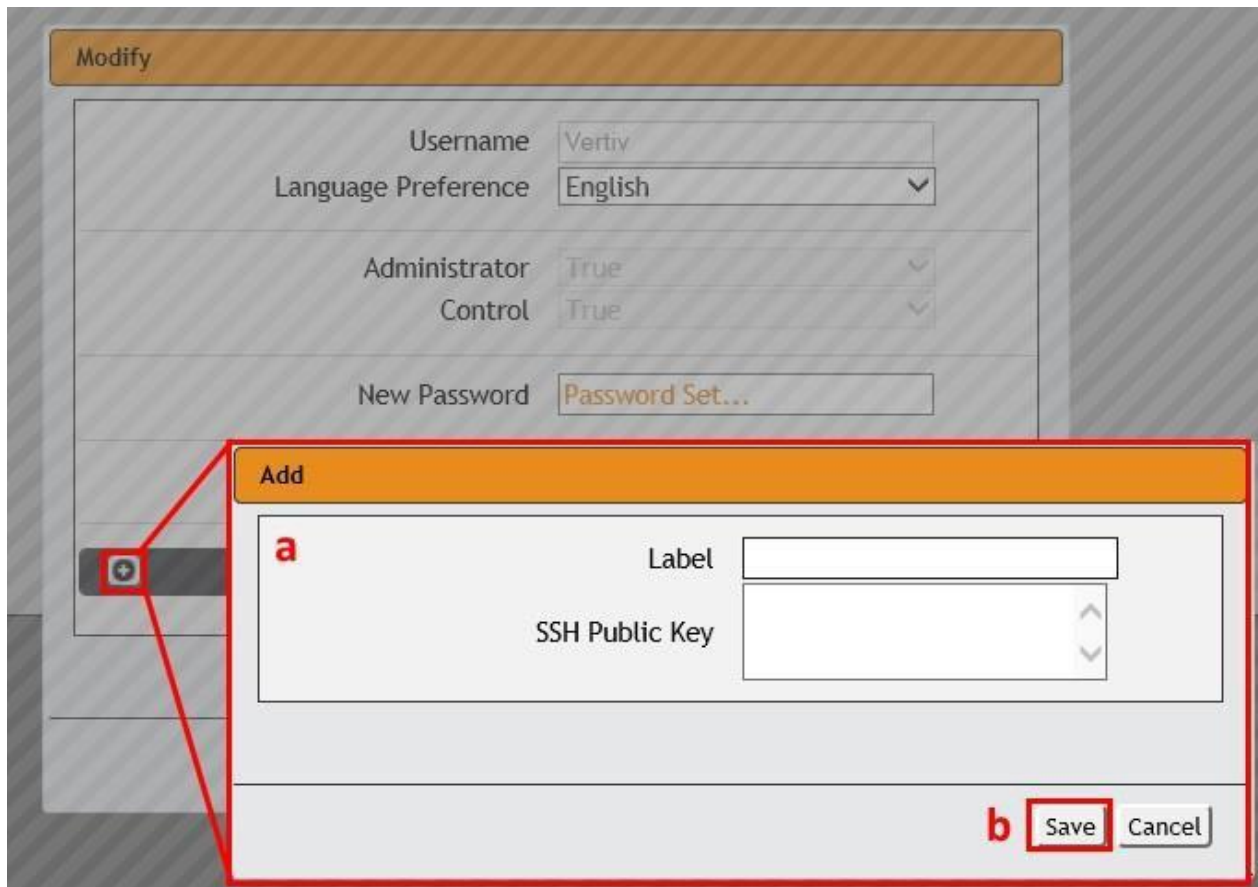 Modify
Username Vertiv
Language Preference English
Administrator True
Control True
New Password Password Set...
Add
a
Label
SSH Public Key
b Save Cancel